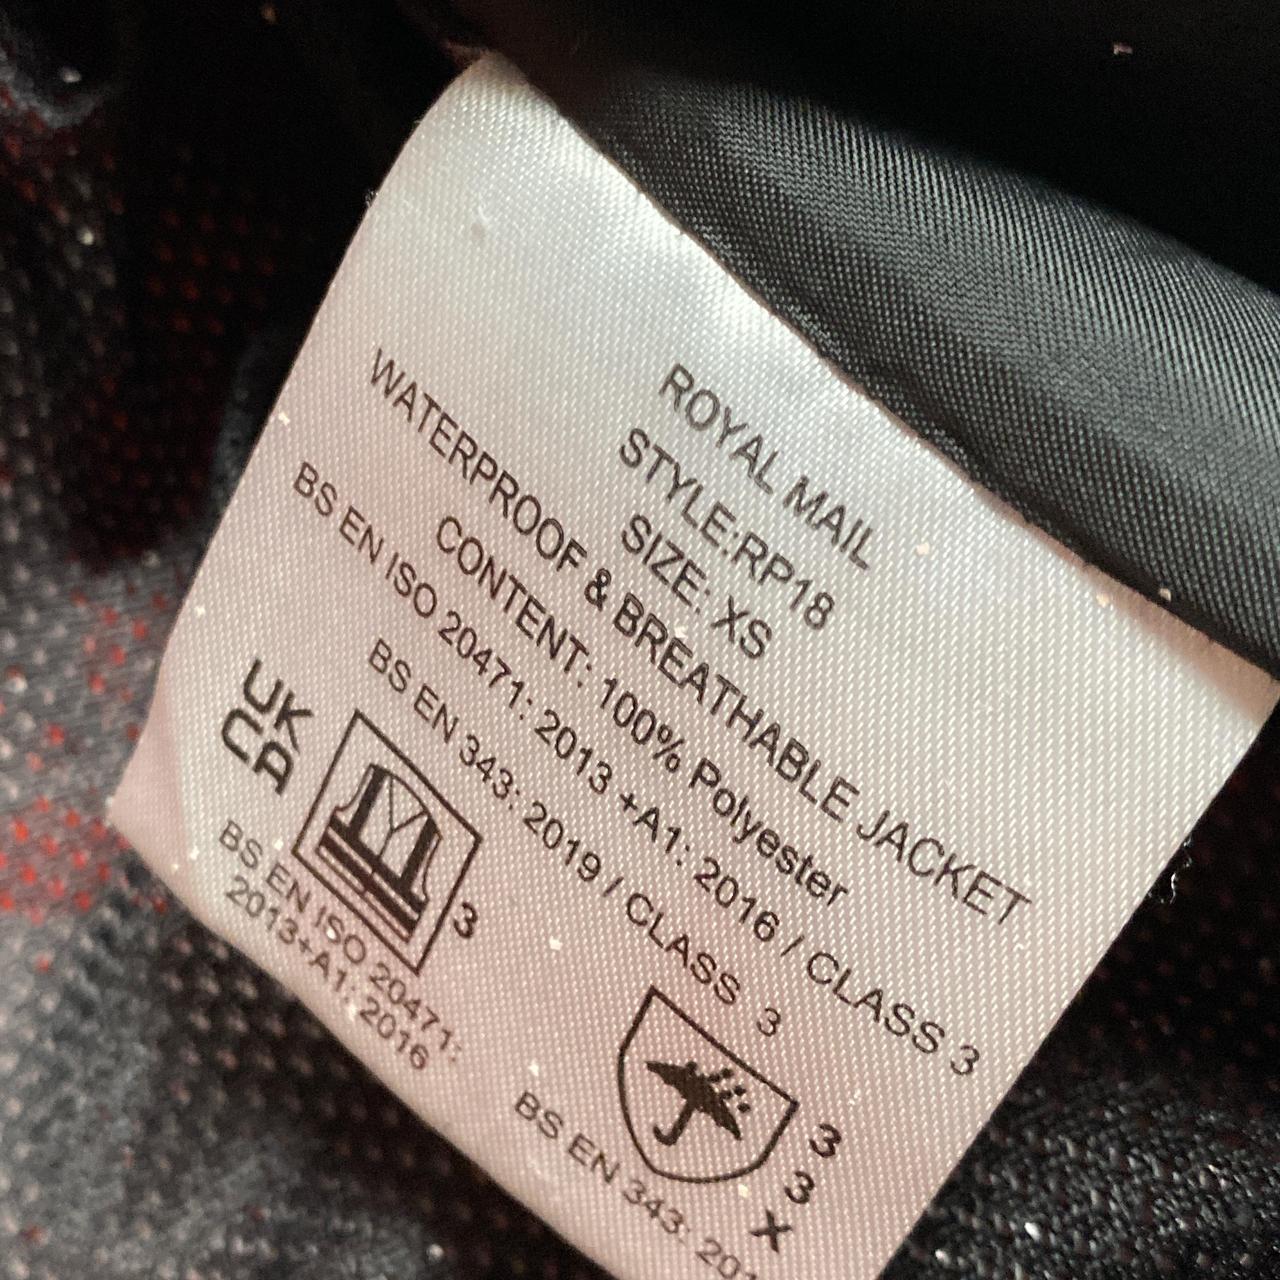 ROYAL MAIL
STYLE:RP18
SIZE: XS
WATERPROOF & BREATHABLE JACKET
CONTENT: 100% Polyester
BS EN ISO 20471: 2013 +A1: 2016 / CLASS 3
BS EN 343: 2019 / CLASS 3
UK
CA
3
BS EN ISO 20471:
2013+A1: 2016
3
3
X
BS EN 343: